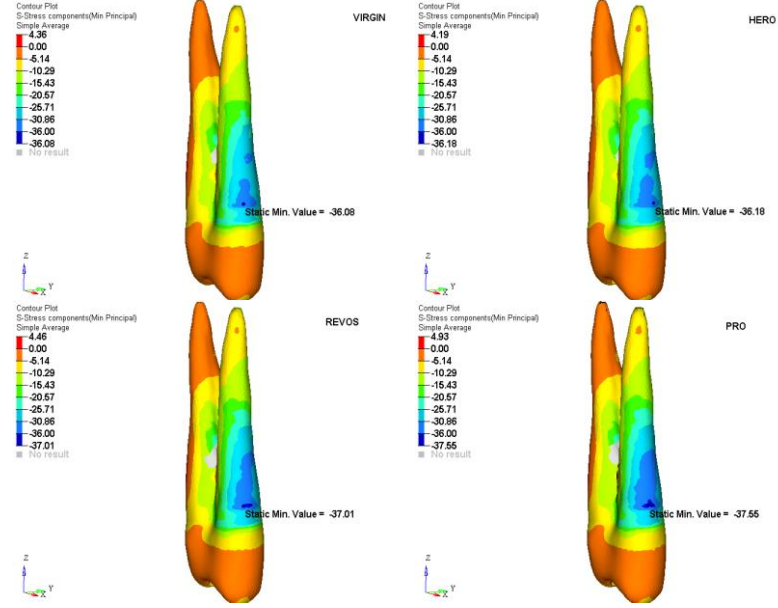 Contour Plot
S-Stress components(Min Principal)
Simple Average
4.36
0.00
-5.14
-10.29
-15.43
-20.57
-25.71
-30.86
-36.00
-36.08
No result
VIRGIN
Static Min. Value = -36.08
Z
Y
X
Contour Plot
S-Stress components(Min Principal)
Simple Average
4.19
0.00
-5.14
-10.29
-15.43
-20.57
-25.71
-30.86
-36.00
-36.18
No result
HERO
Static Min. Value = -36.18
Z
Y
X
Contour Plot
S-Stress components(Min Principal)
Simple Average
4.46
0.00
-5.14
-10.29
-15.43
-20.57
-25.71
-30.86
-36.00
-37.01
No result
REVOS
Static Min. Value = -37.01
Z
Y
X
Contour Plot
S-Stress components(Min Principal)
Simple Average
4.93
0.00
-5.14
-10.29
-15.43
-20.57
-25.71
-30.86
-36.00
-37.55
No result
PRO
Static Min. Value = -37.55
Z
Y
X